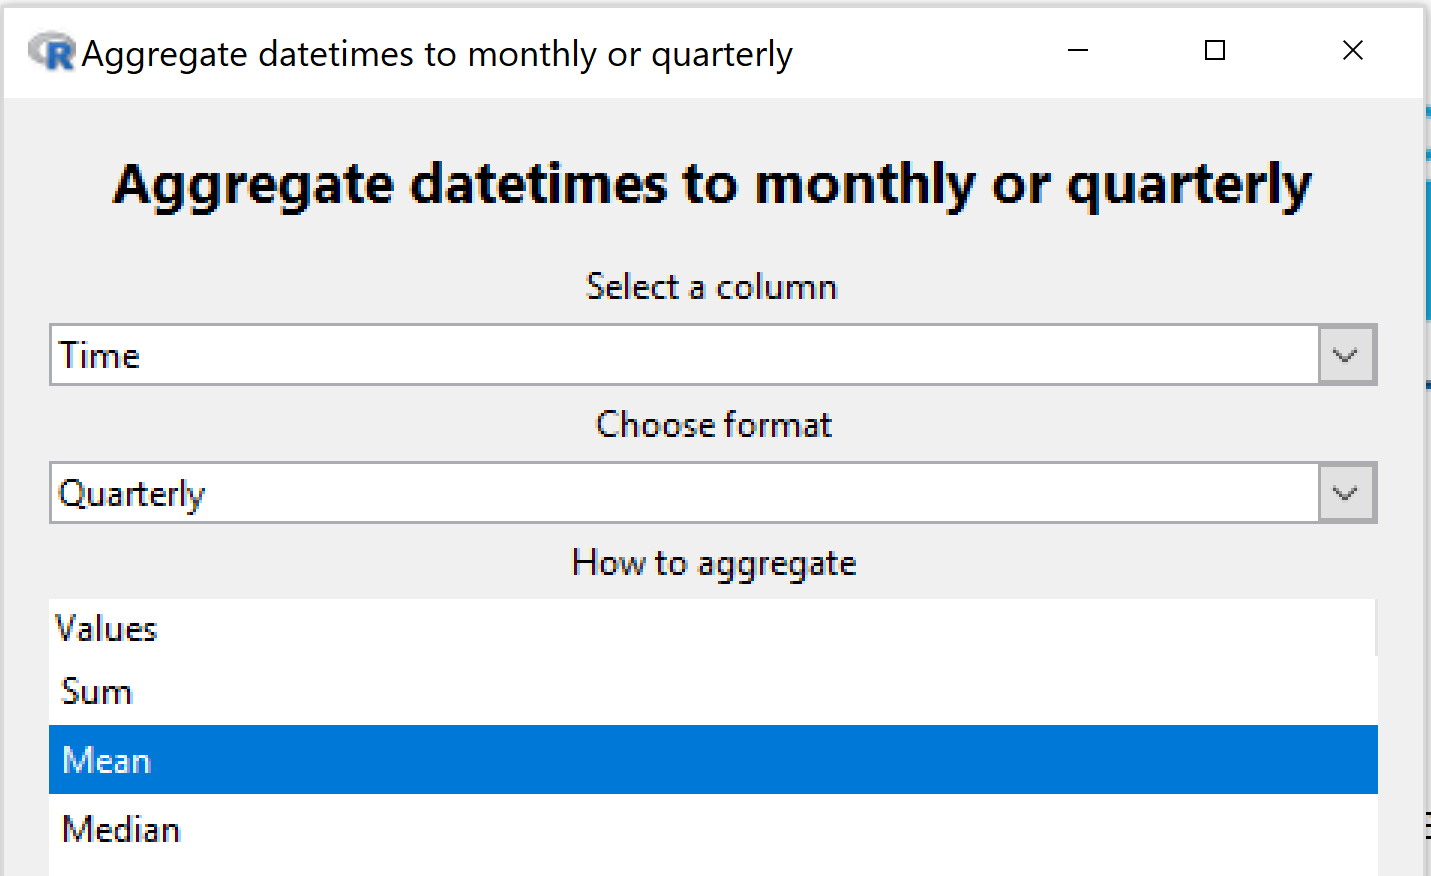 Aggregate datetimes to monthly or quarterly
Aggregate datetimes to monthly or quarterly
Select a column
Time
Choose format
Quarterly
How to aggregate
Values
Sum
Mean
Median